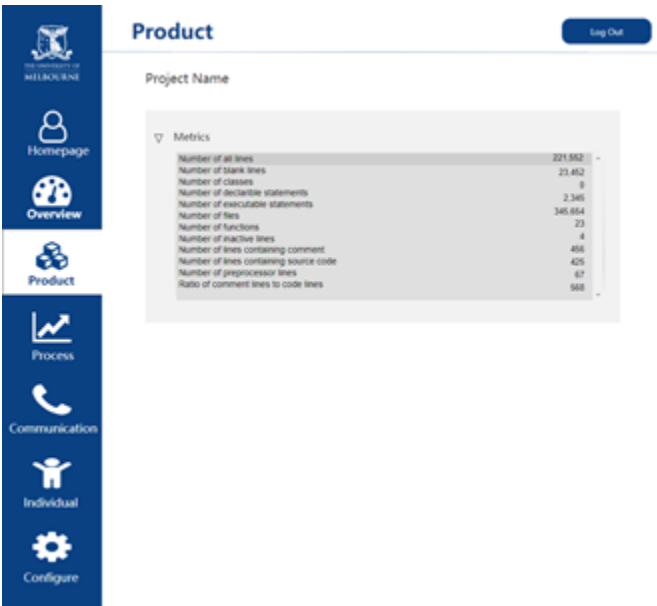 Product
Log Out
THE UNIVERSITY OF
MELBOURNE
Project Name
Homepage
Overview
Product
Process
Communication
Individual
Configure
Metrics
Number of all lines 221,552
Number of blank lines 23,452
Number of classes 0
Number of declarible statements 2,345
Number of executable statements 345,654
Number of files 23
Number of functions 4
Number of inactive lines 456
Number of lines containing comment 425
Number of lines containing source code 67
Number of preprocessor lines 568
Ratio of comment lines to code lines